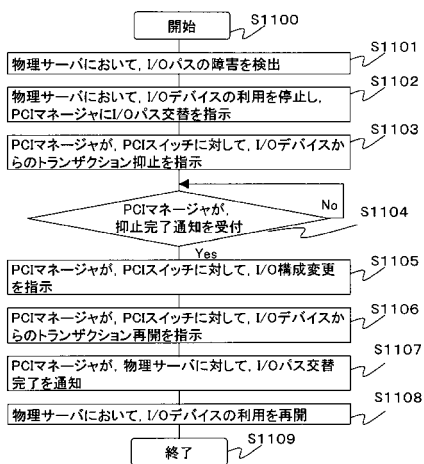 開始
S1100
S1101
物理サーバにおいて，I/Oパスの障害を検出
S1102
物理サーバにおいて，I/Oデバイスの利用を停止し，
PCIマネージャにI/Oパス交替を指示
S1103
PCIマネージャが，PCIスイッチに対して，I/Oデバイスか
らのトランザクション抑止を指示
No
S1104
PCIマネージャが，
抑止完了通知を受付
Yes
S1105
PCIマネージャが，PCIスイッチに対して，I/O構成変更
を指示
S1106
PCIマネージャが，PCIスイッチに対して，I/Oデバイスか
らのトランザクション再開を指示
S1107
PCIマネージャが，物理サーバに対して，I/Oパス交替
完了を通知
S1108
物理サーバにおいて，I/Oデバイスの利用を再開
S1109
終了